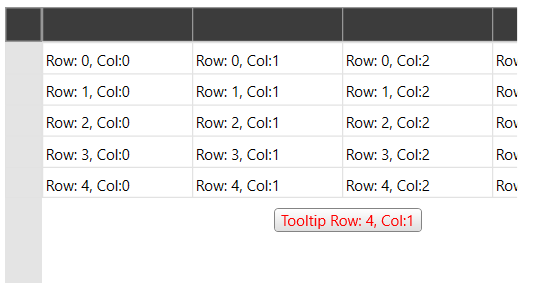 Row: 0, Col:0 Row: 0, Col:1 Row: 0, Col:2 Rov
Row: 1, Col:0 Row: 1, Col:1 Row: 1, Col:2 Rov
Row: 2, Col:0 Row: 2, Col:1 Row: 2, Col:2 Rov
Row: 3, Col:0 Row: 3, Col:1 Row: 3, Col:2 Rov
Row: 4, Col:0 Row: 4, Col:1 Row: 4, Col:2 Rov
Tooltip Row: 4, Col:1